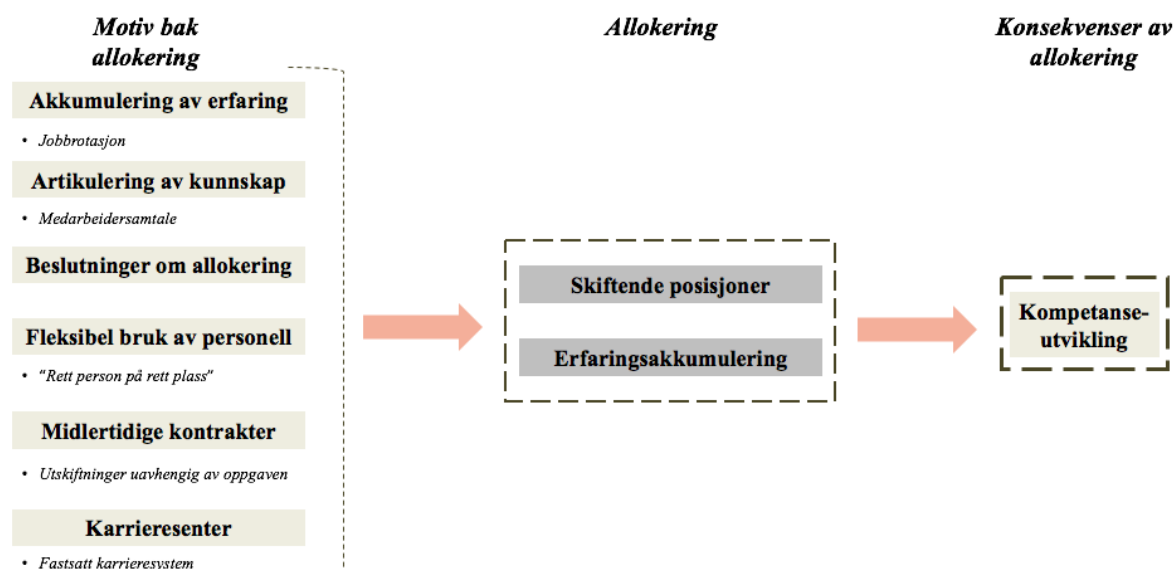 Motiv bak
allokering
Akkumulering av erfaring
• Jobbrotasjon
Artikulering av kunnskap
• Medarbeidersamtale
Beslutninger om allokering
Fleksibel bruk av personell
• "Rett person på rett plass"
Midlertidige kontrakter
• Utskiftninger uavhengig av oppgaven
Karrieresenter
• Fastsatt karrieresystem
Allokering
Skiftende posisjoner
Erfaringsakkumulering
Konsekvenser av
allokering
Kompetanse-
utvikling